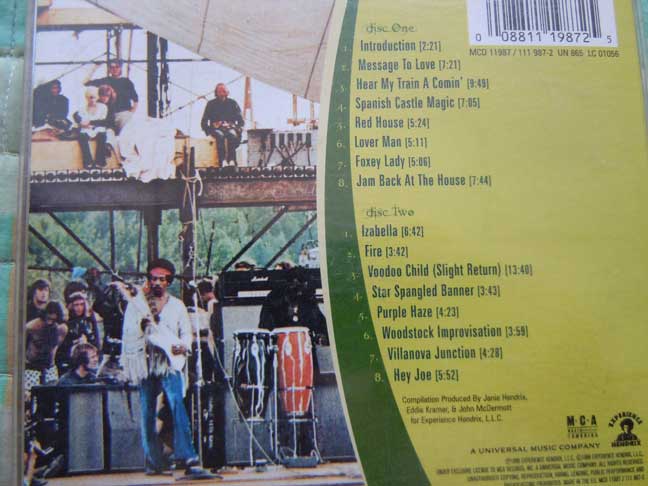 0 08811 19872 5
MCD 11987 / 111 987-2 UN 865 LC 01056
disc One
1. Introduction [2:21]
2. Message To Love [7:21]
3. Hear My Train A Comin' [9:49]
4. Spanish Castle Magic [7:05]
5. Red House [5:24]
6. Lover Man [5:11]
7. Foxey Lady [5:06]
8. Jam Back At The House [7:44]
disc Two
1. Izabella [6:42]
2. Fire [3:42]
3. Voodoo Child (Slight Return) [13:40]
4. Star Spangled Banner [3:43]
5. Purple Haze [4:23]
6. Woodstock Improvisation [3:59]
7. Villanova Junction [4:28]
8. Hey Joe [5:52]
Compilation Produced By Janie Hendrix,
Eddie Kramer, & John McDermott
for Experience Hendrix, L.L.C.
MCA
EXPERIENCE
HENDRIX
A UNIVERSAL MUSIC COMPANY
Marshall